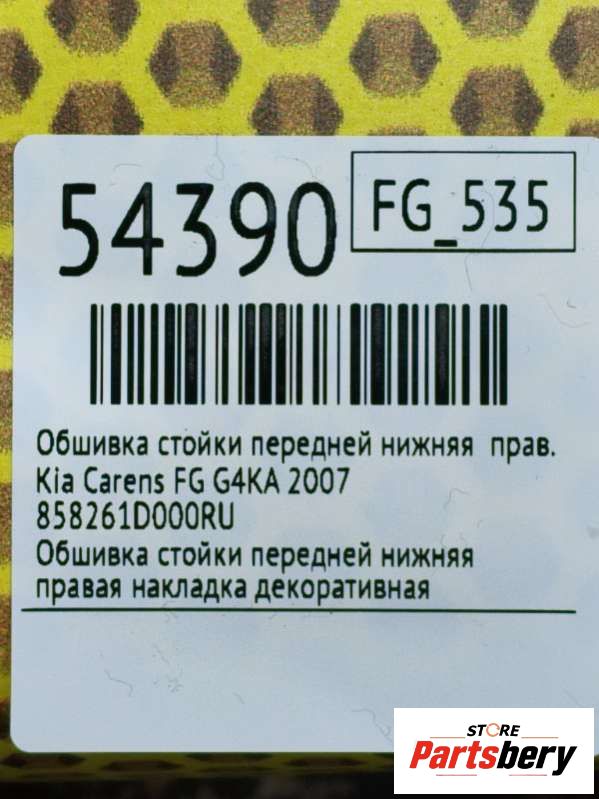 54390
FG_535
Обшивка стойки передней нижняя прав.
Kia Carens FG G4KA 2007
858261D000RU
Обшивка стойки передней нижняя
правая накладка декоративная
STORE
Partsbery